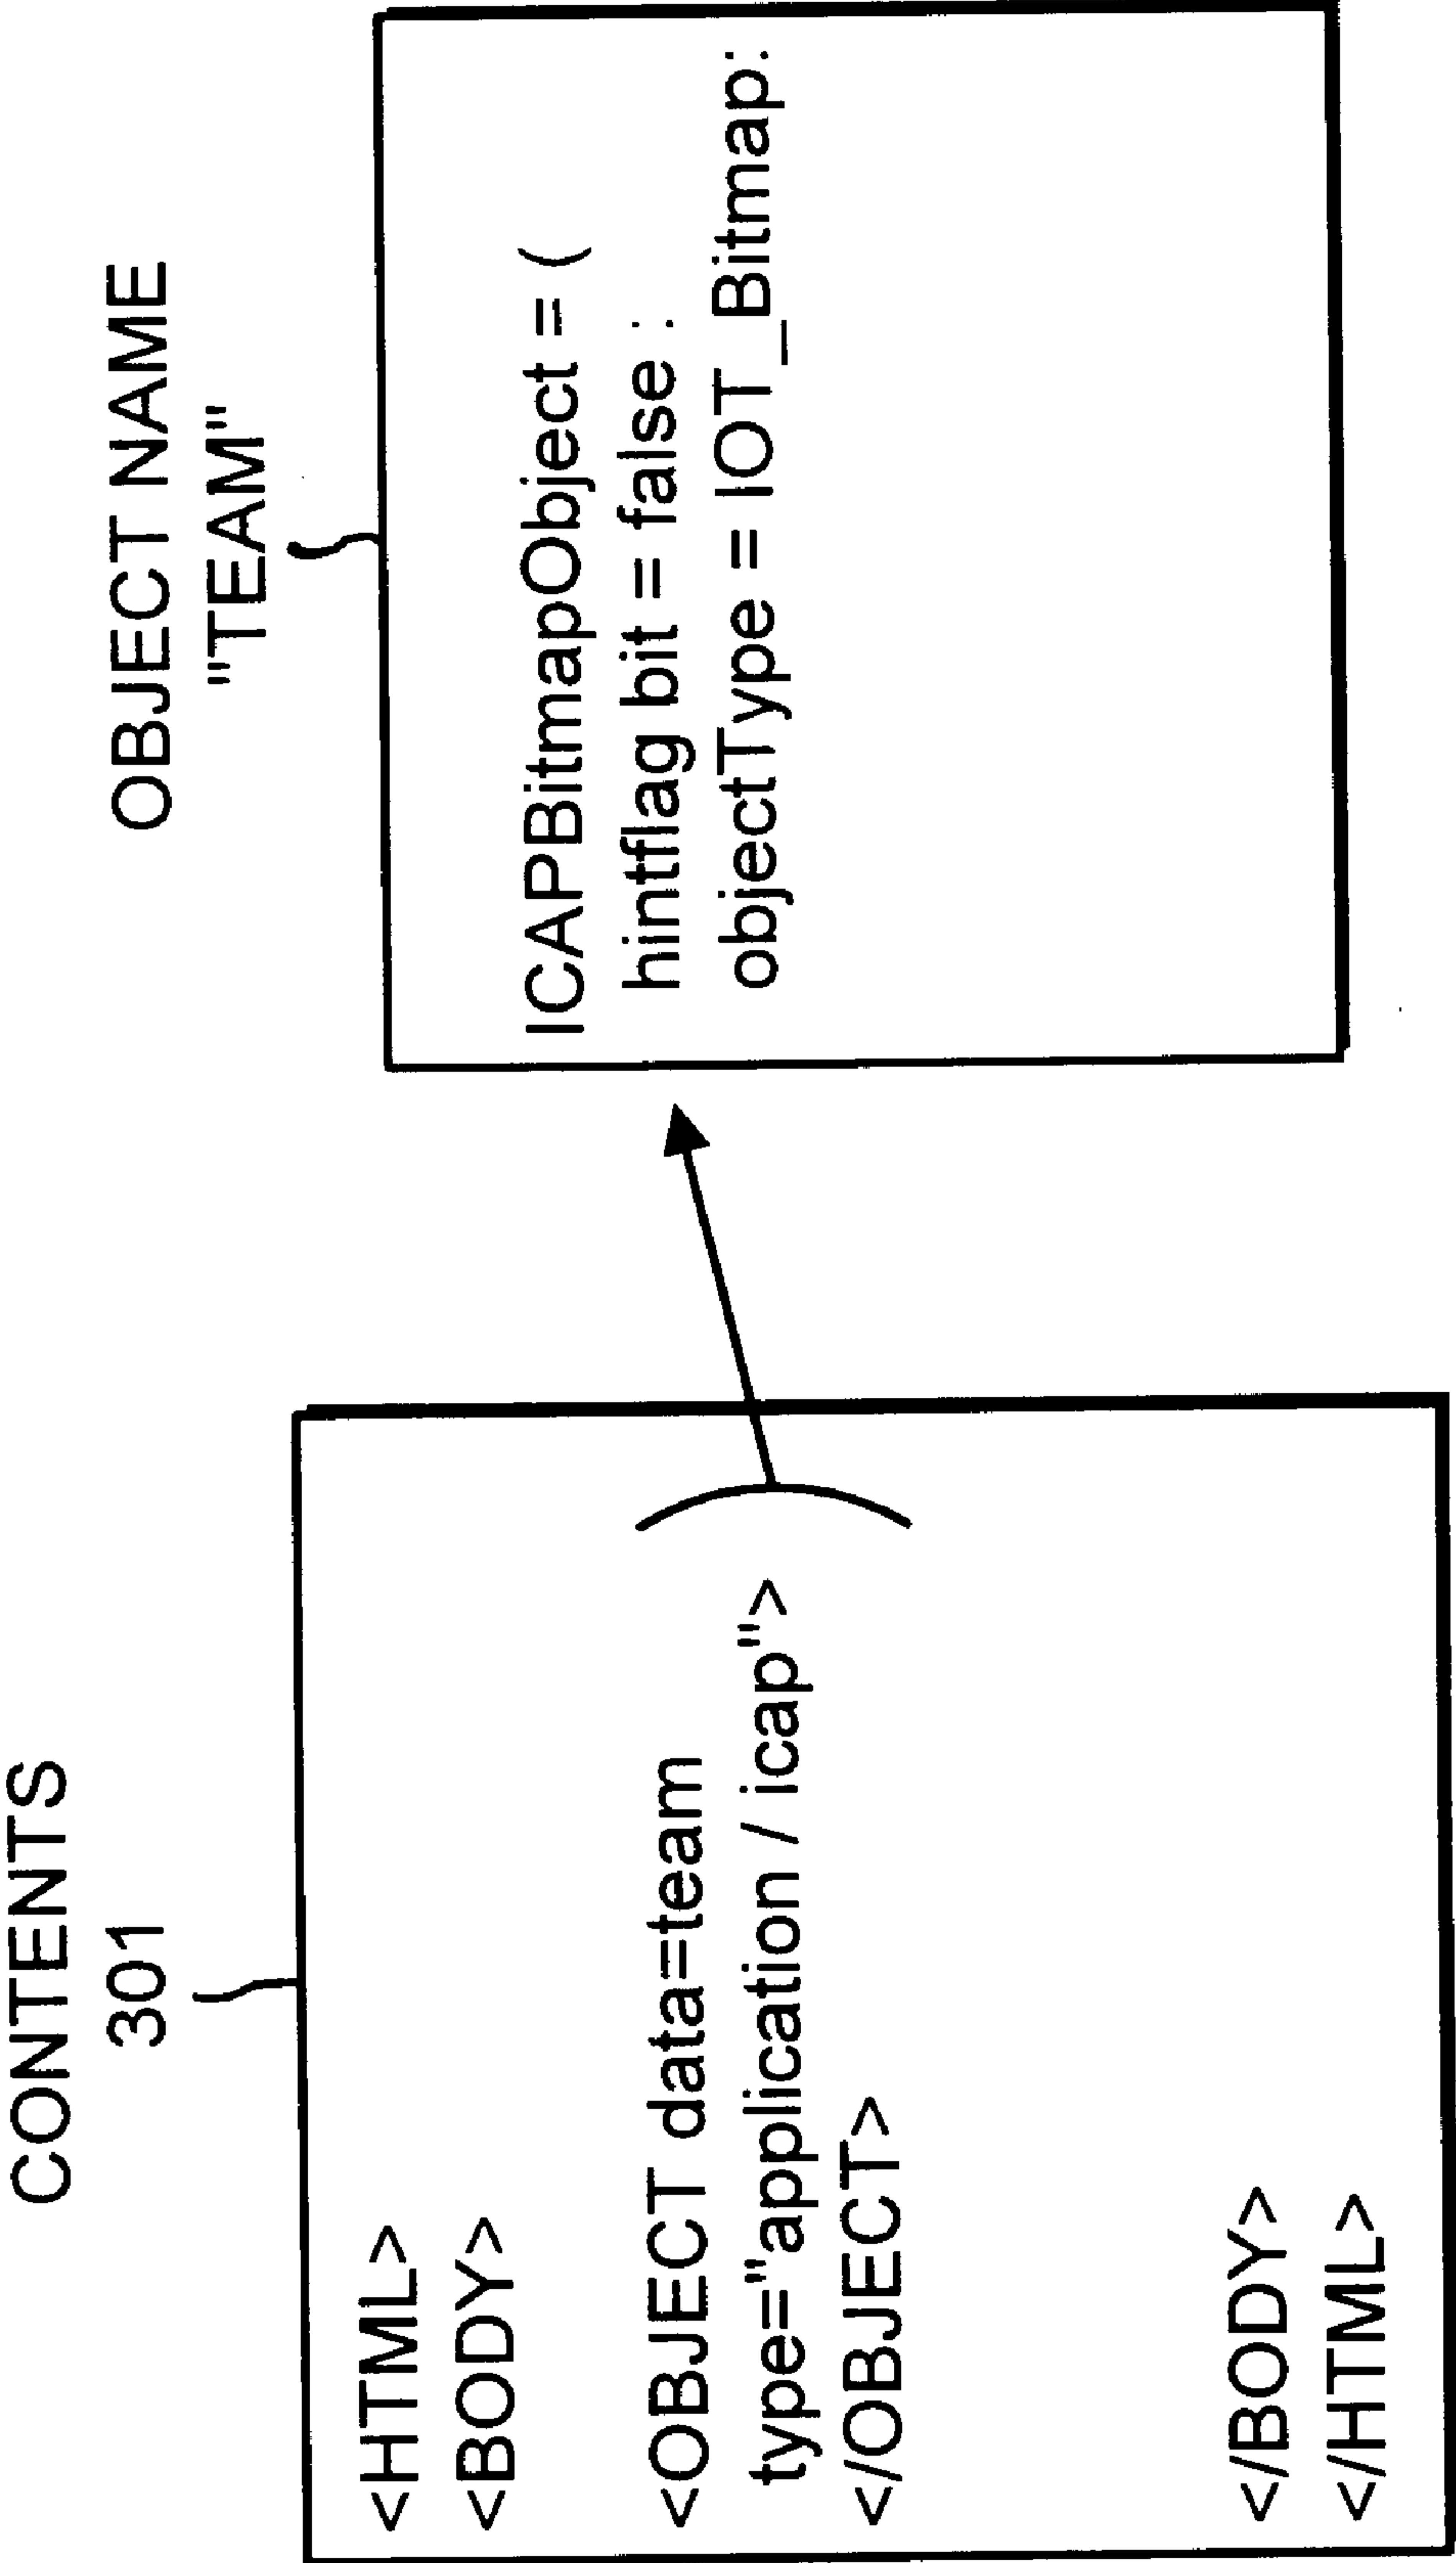 CONTENTS
301
<HTML>
<BODY>
<OBJECT data=team
type="application / icap">
</OBJECT>
</BODY>
</HTML>
OBJECT NAME
"TEAM"
ICAPBitmapObject = (
hintflag bit = false :
objectType = IOT_Bitmap: